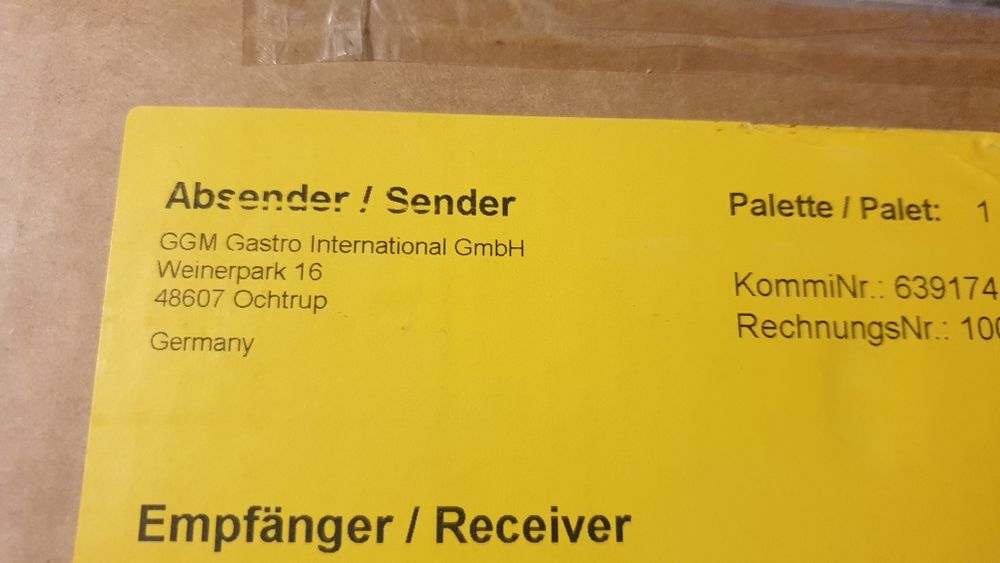 Absender / Sender
GGM Gastro International GmbH
Weinerpark 16
48607 Ochtrup
Germany
Palette / Palet: 1
KommiNr.: 639174
RechnungsNr.: 100
Empfänger / Receiver